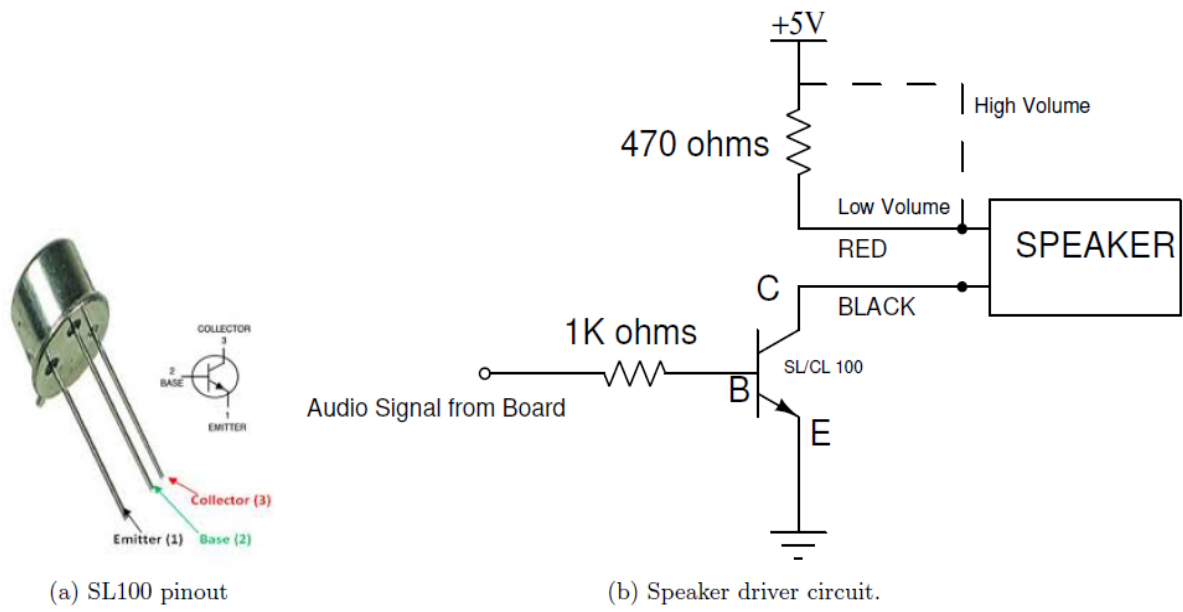 +5V
High Volume
470 ohms
Low Volume
RED
SPEAKER
C
BLACK
1K ohms
SL/CL 100
B
Audio Signal from Board
E
COLLECTOR
3
2
BASE
1
EMITTER
Collector (3)
Emitter (1) Base (2)
(a) SL100 pinout
(b) Speaker driver circuit.